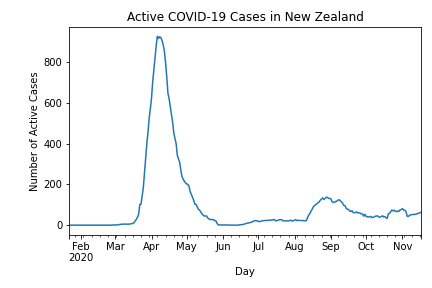 Active COVID-19 Cases in New Zealand
Number of Active Cases
800
600
400
200
0
Feb Mar Apr May Jun Jul Aug Sep Oct Nov
2020
Day